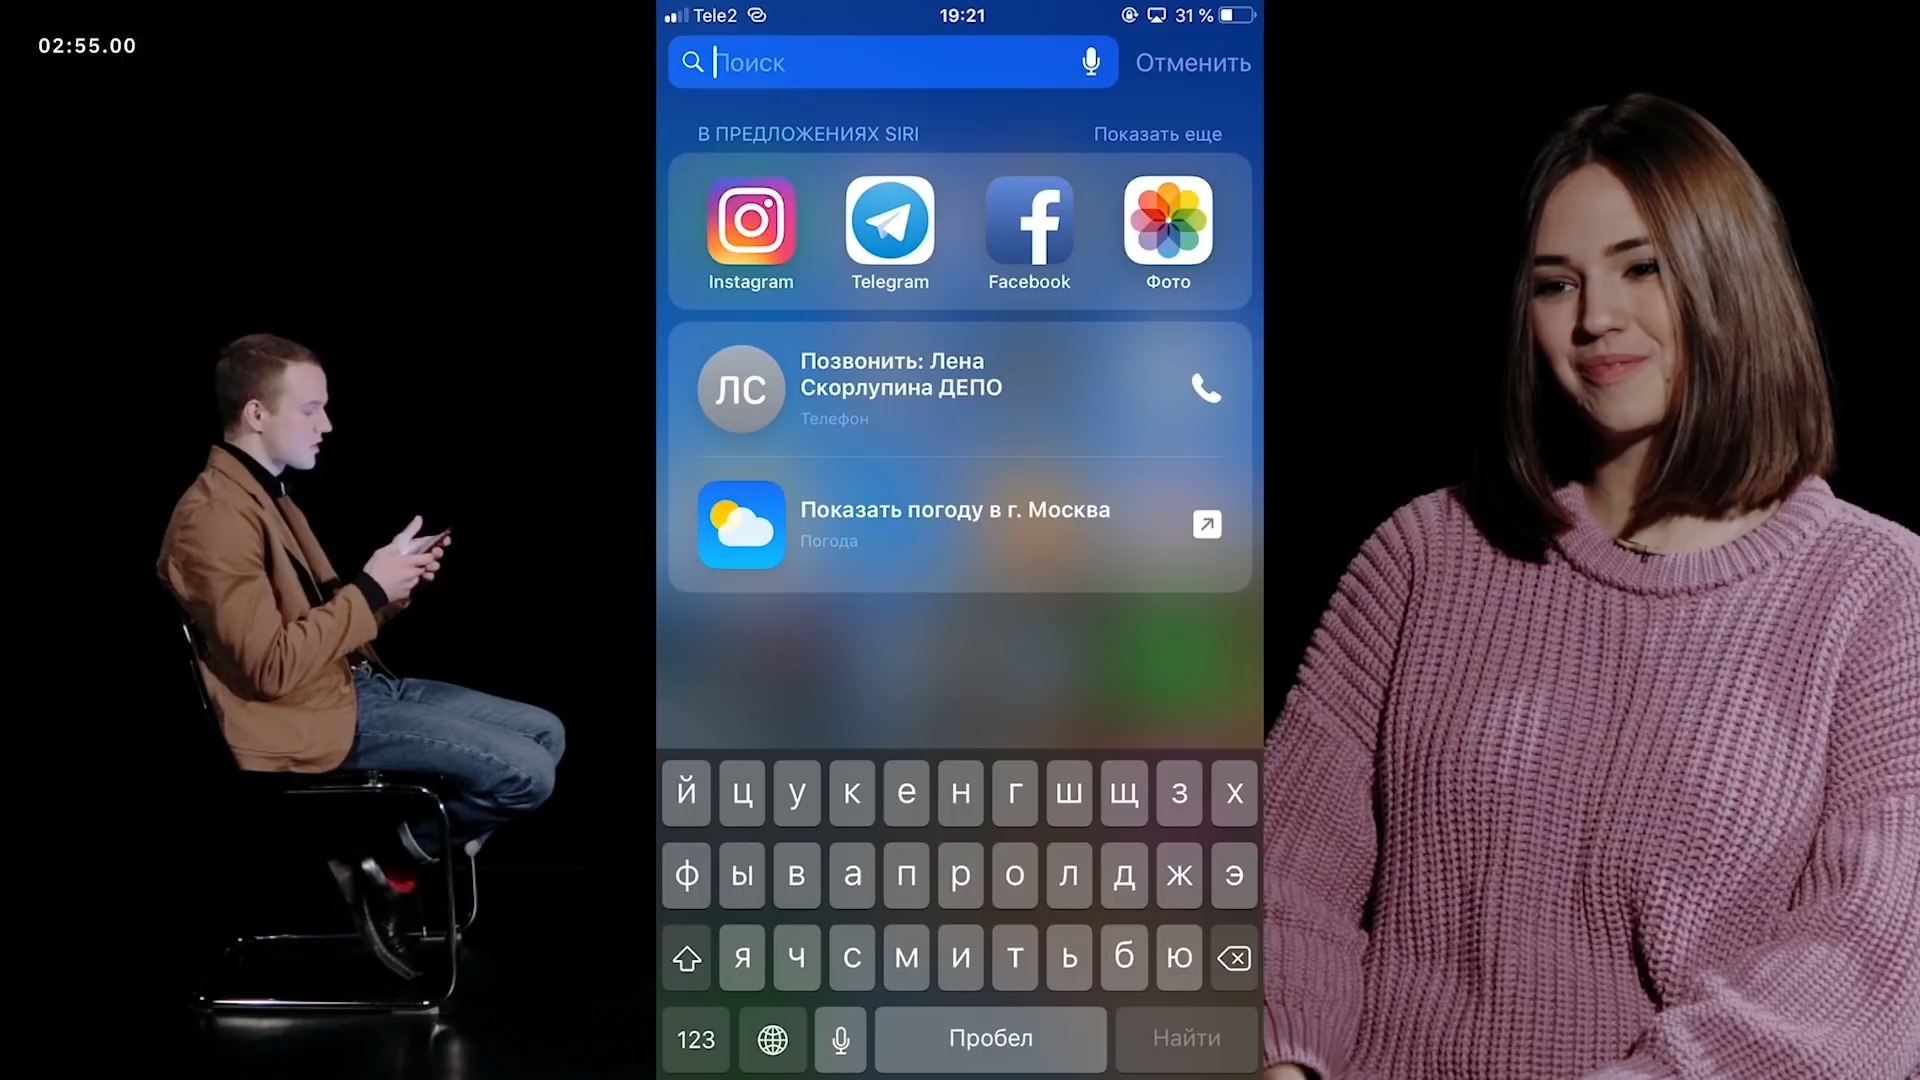 02:55.00
Tele2
19:21
31 %
Поиск
Отменить
В ПРЕДЛОЖЕНИЯХ SIRI
Показать еще
Instagram
Telegram
Facebook
Фото
ЛС
Позвонить: Лена
Скорлупина ДЕПО
Телефон
Показать погоду в г. Москва
Погода
й ц у к е н г ш щ з х
ф ы в а п р о л д ж э
я ч с м и т ь б ю
123
Пробел
Найти